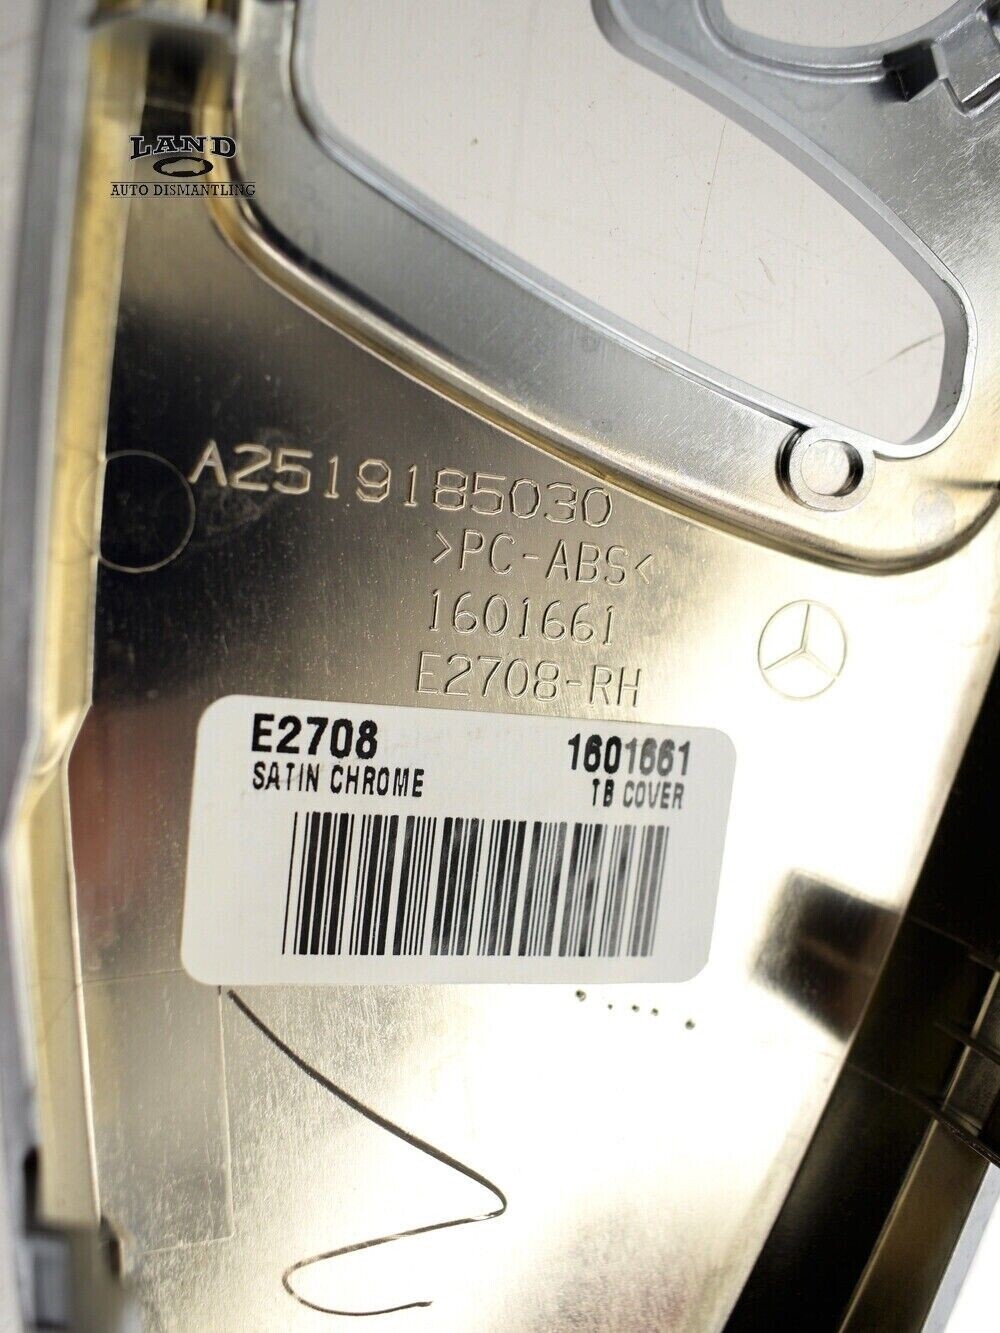 LAND
AUTO DISMANTLING
A2519185030
>PC-ABS<
1601661
E2708-RH
E2708 1601661
SATIN CHROME TB COVER